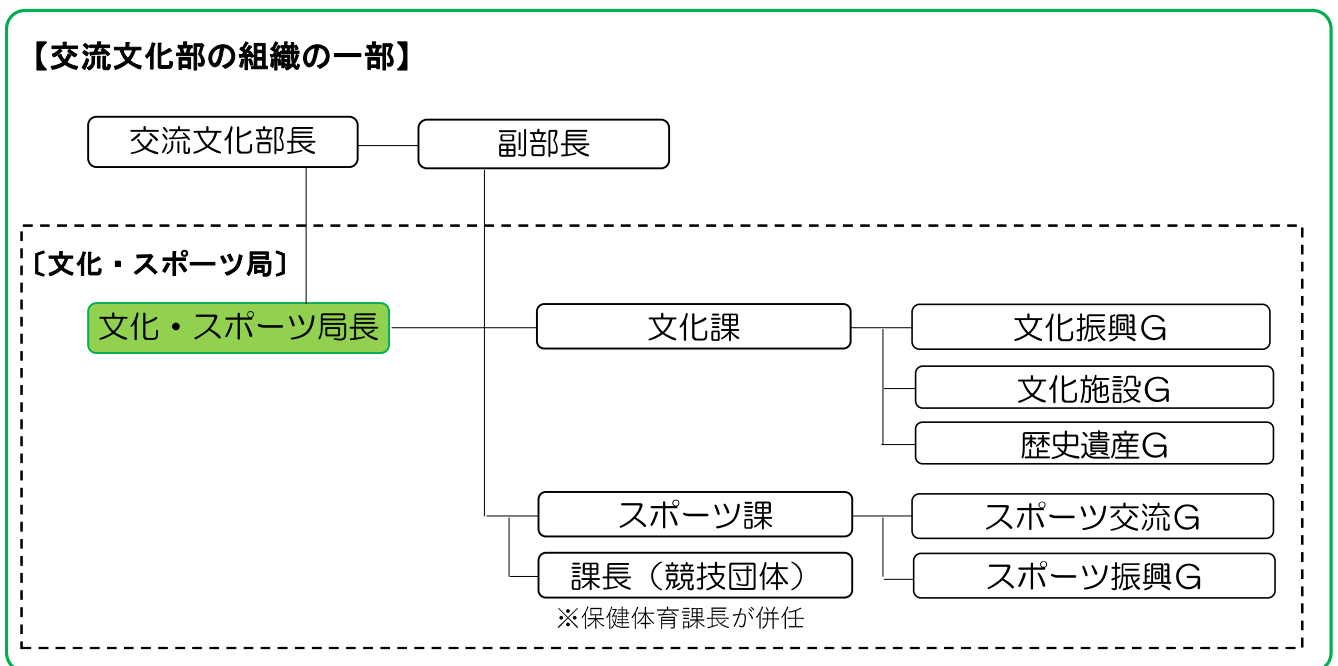 【交流文化部の組織の一部】
交流文化部長
副部長
〔文化・スポーツ局〕
文化・スポーツ局長
文化課
文化振興G
文化施設G
歴史遺産G
スポーツ課
スポーツ交流G
課長（競技団体）
スポーツ振興G
※保健体育課長が併任